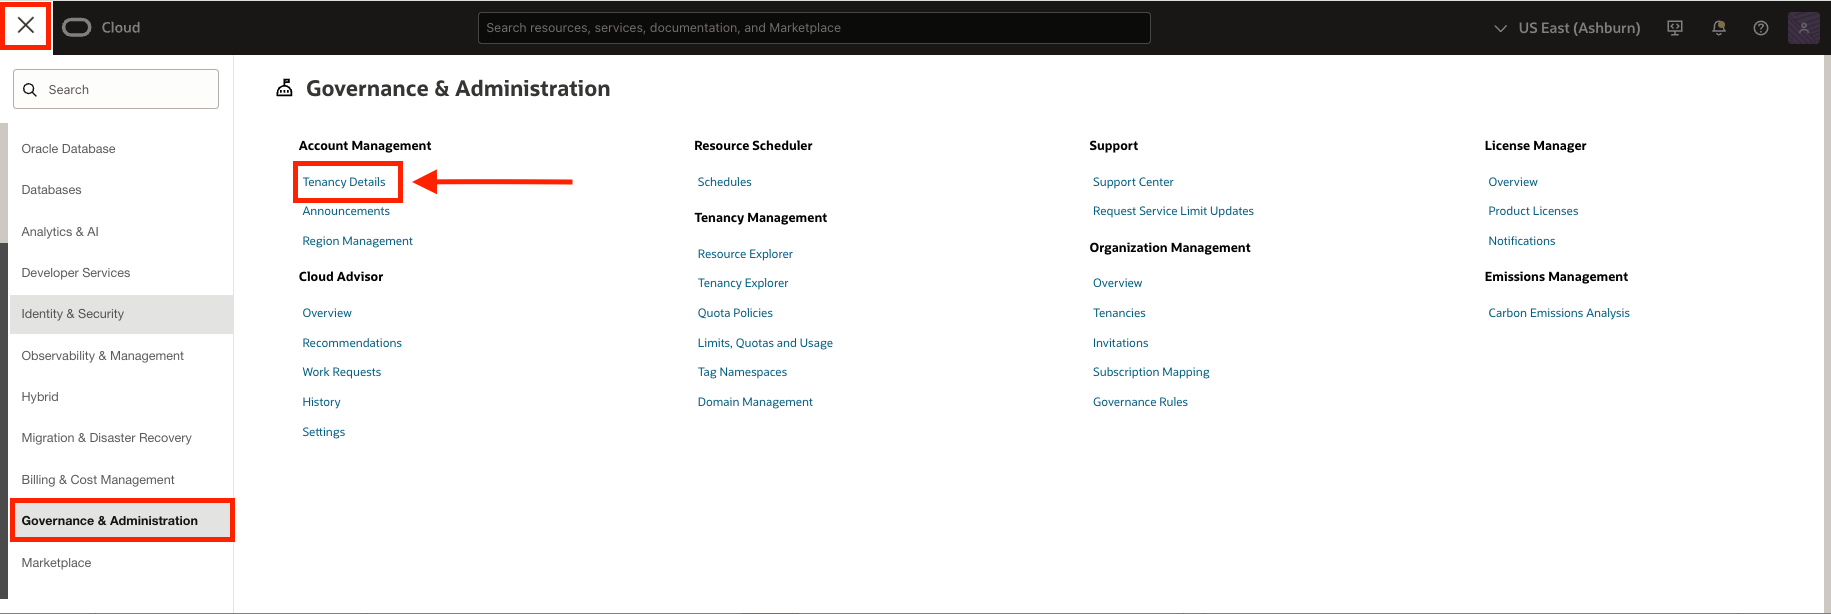 Cloud
Search resources, services, documentation, and Marketplace
US East (Ashburn)
Search
Oracle Database
Databases
Analytics & AI
Developer Services
Identity & Security
Observability & Management
Hybrid
Migration & Disaster Recovery
Billing & Cost Management
Governance & Administration
Marketplace
Governance & Administration
Account Management
Tenancy Details
Announcements
Region Management
Cloud Advisor
Overview
Recommendations
Work Requests
History
Settings
Resource Scheduler
Schedules
Tenancy Management
Resource Explorer
Tenancy Explorer
Quota Policies
Limits, Quotas and Usage
Tag Namespaces
Domain Management
Support
Support Center
Request Service Limit Updates
Organization Management
Overview
Tenancies
Invitations
Subscription Mapping
Governance Rules
License Manager
Overview
Product Licenses
Notifications
Emissions Management
Carbon Emissions Analysis